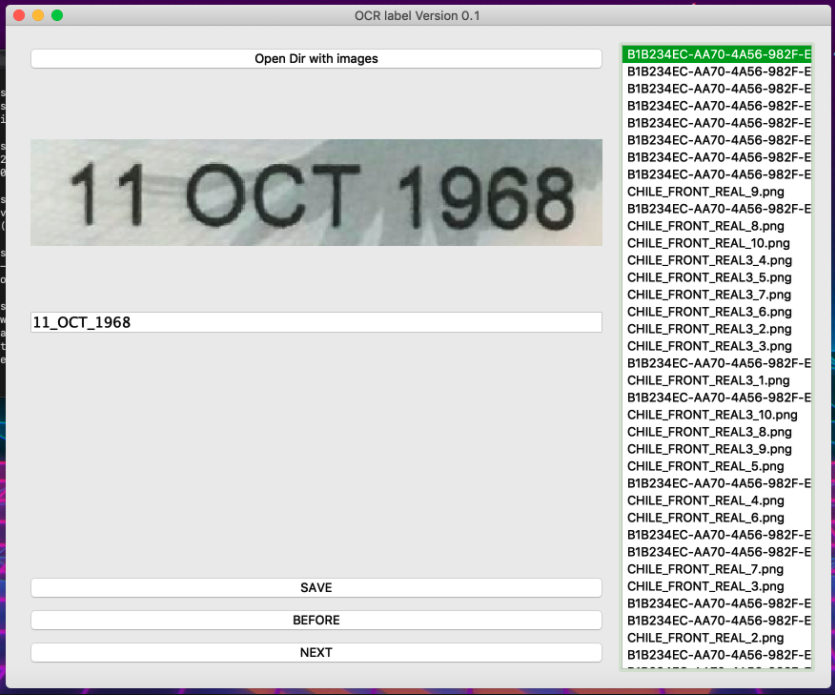 OCR label Version 0.1
Open Dir with images
11 OCT 1968
11_OCT_1968
SAVE
BEFORE
NEXT
B1B234EC-AA70-4A56-982F-E
B1B234EC-AA70-4A56-982F-E
B1B234EC-AA70-4A56-982F-E
B1B234EC-AA70-4A56-982F-E
B1B234EC-AA70-4A56-982F-E
B1B234EC-AA70-4A56-982F-E
B1B234EC-AA70-4A56-982F-E
B1B234EC-AA70-4A56-982F-E
CHILE_FRONT_REAL_9.png
B1B234EC-AA70-4A56-982F-E
CHILE_FRONT_REAL_8.png
CHILE_FRONT_REAL_10.png
CHILE_FRONT_REAL3_4.png
CHILE_FRONT_REAL3_5.png
CHILE_FRONT_REAL3_7.png
CHILE_FRONT_REAL3_6.png
CHILE_FRONT_REAL3_2.png
CHILE_FRONT_REAL3_3.png
B1B234EC-AA70-4A56-982F-E
CHILE_FRONT_REAL3_1.png
B1B234EC-AA70-4A56-982F-E
CHILE_FRONT_REAL3_10.png
CHILE_FRONT_REAL3_8.png
CHILE_FRONT_REAL3_9.png
CHILE_FRONT_REAL_5.png
B1B234EC-AA70-4A56-982F-E
CHILE_FRONT_REAL_4.png
CHILE_FRONT_REAL_6.png
B1B234EC-AA70-4A56-982F-E
B1B234EC-AA70-4A56-982F-E
CHILE_FRONT_REAL_7.png
CHILE_FRONT_REAL_3.png
B1B234EC-AA70-4A56-982F-E
B1B234EC-AA70-4A56-982F-E
CHILE_FRONT_REAL_2.png
B1B234EC-AA70-4A56-982F-E